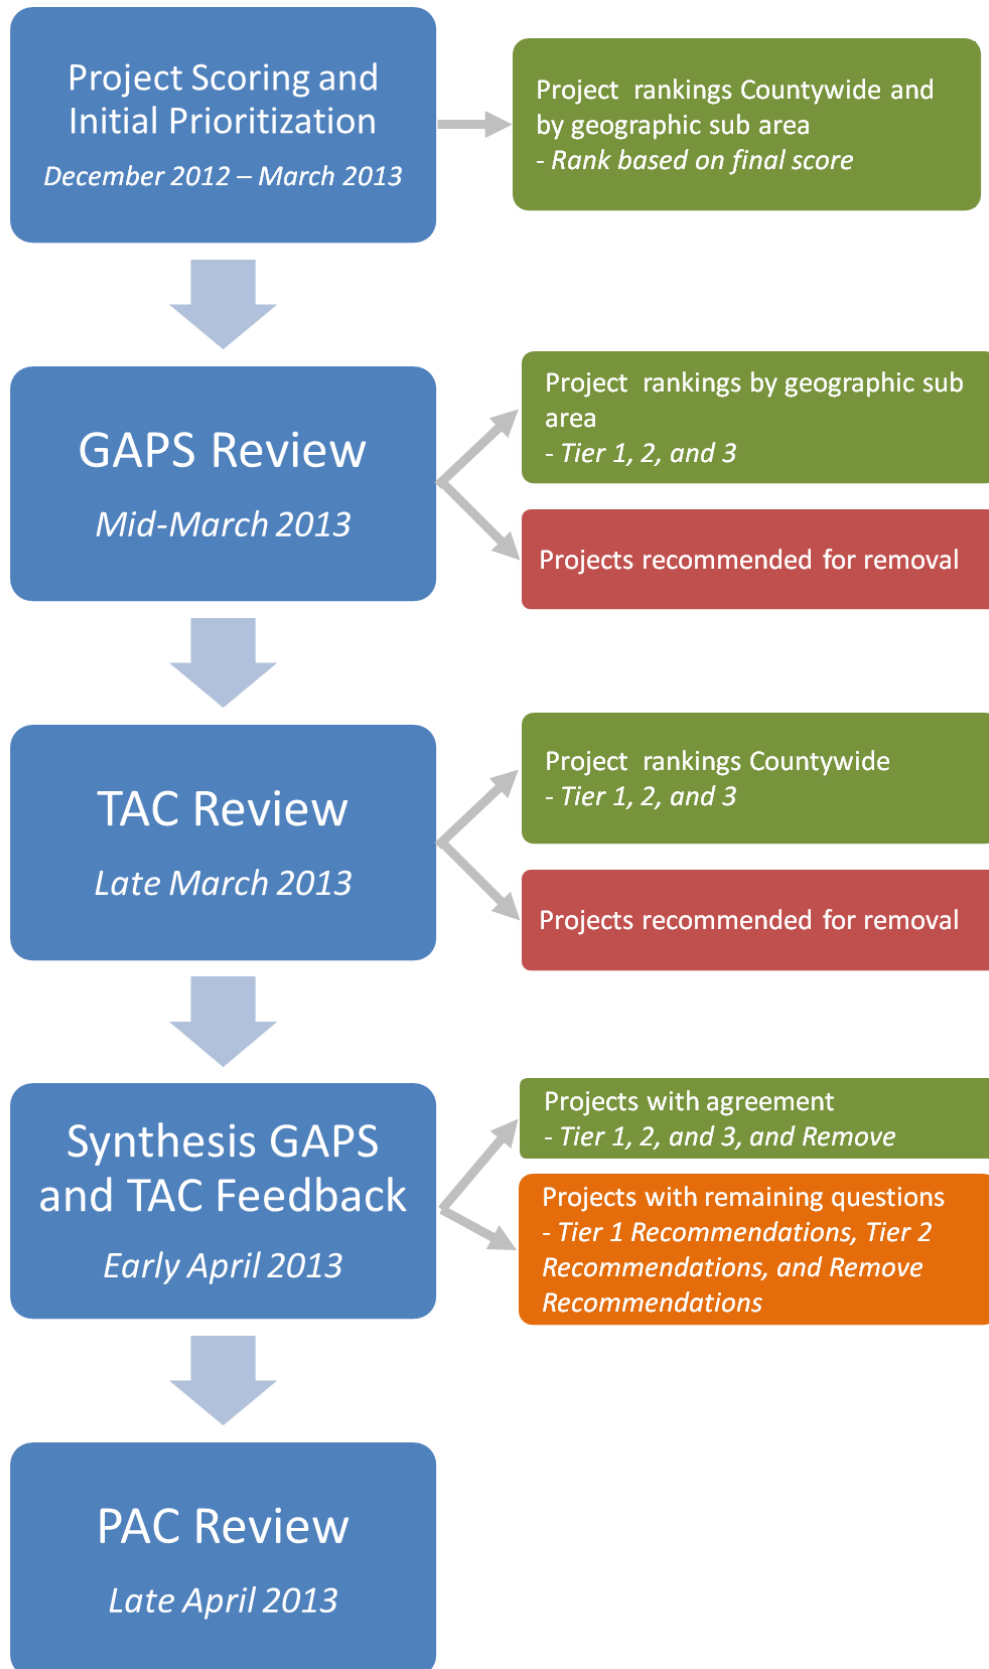 Project Scoring and
Initial Prioritization
December 2012 – March 2013
Project rankings Countywide and
by geographic sub area
- Rank based on final score
GAPS Review
Mid-March 2013
Project rankings by geographic sub
area
- Tier 1, 2, and 3
Projects recommended for removal
TAC Review
Late March 2013
Project rankings Countywide
- Tier 1, 2, and 3
Projects recommended for removal
Synthesis GAPS
and TAC Feedback
Early April 2013
Projects with agreement
- Tier 1, 2, and 3, and Remove
Projects with remaining questions
- Tier 1 Recommendations, Tier 2
Recommendations, and Remove
Recommendations
PAC Review
Late April 2013